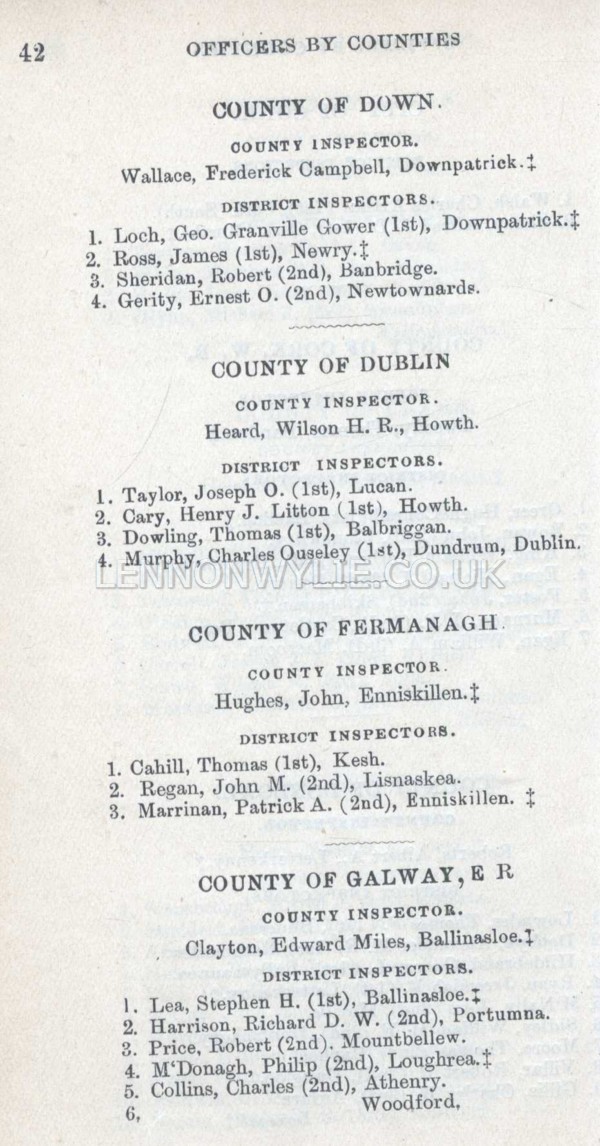 42
OFFICERS BY COUNTIES
COUNTY OF DOWN.
COUNTY INSPECTOR.
Wallace, Frederick Campbell, Downpatrick.‡
DISTRICT INSPECTORS.
1. Loch, Geo. Granville Gower (1st), Downpatrick.‡
2. Ross, James (1st), Newry.‡
3. Sheridan, Robert (2nd), Banbridge.
4. Gerity, Ernest O. (2nd), Newtownards.
COUNTY OF DUBLIN
COUNTY INSPECTOR.
Heard, Wilson H. R., Howth.
DISTRICT INSPECTORS.
1. Taylor, Joseph O. (1st), Lucan.
2. Cary, Henry J. Litton (1st), Howth.
3. Dowling, Thomas (1st), Balbriggan.
4. Murphy, Charles Ouseley (1st), Dundrum, Dublin.
LENNONWYLIE.CO.UK
COUNTY OF FERMANAGH
COUNTY INSPECTOR.
Hughes, John, Enniskillen.‡
DISTRICT INSPECTORS.
1. Cahill, Thomas (1st), Kesh.
2. Regan, John M. (2nd), Lisnaskea.
3. Marrinan, Patrick A. (2nd), Enniskillen. ‡
COUNTY OF GALWAY, E R
COUNTY INSPECTOR.
Clayton, Edward Miles, Ballinasloe.‡
DISTRICT INSPECTORS.
1. Lea, Stephen H. (1st), Ballinasloe.‡
2. Harrison, Richard D. W. (2nd), Portumna.
3. Price, Robert (2nd). Mountbellew.
4. M‘Donagh, Philip (2nd), Loughrea.‡
5. Collins, Charles (2nd), Athenry.
6, Woodford,